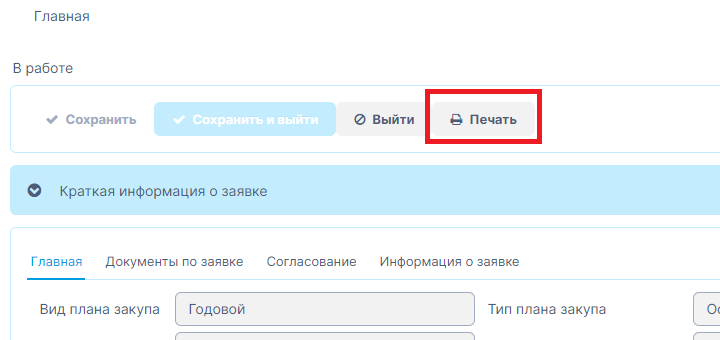 Главная
В работе
Сохранить Сохранить и выйти Выйти Печать
Краткая информация о заявке
Главная Документы по заявке Согласование Информация о заявке
Вид плана закупа Годовой Тип плана закупа Ос